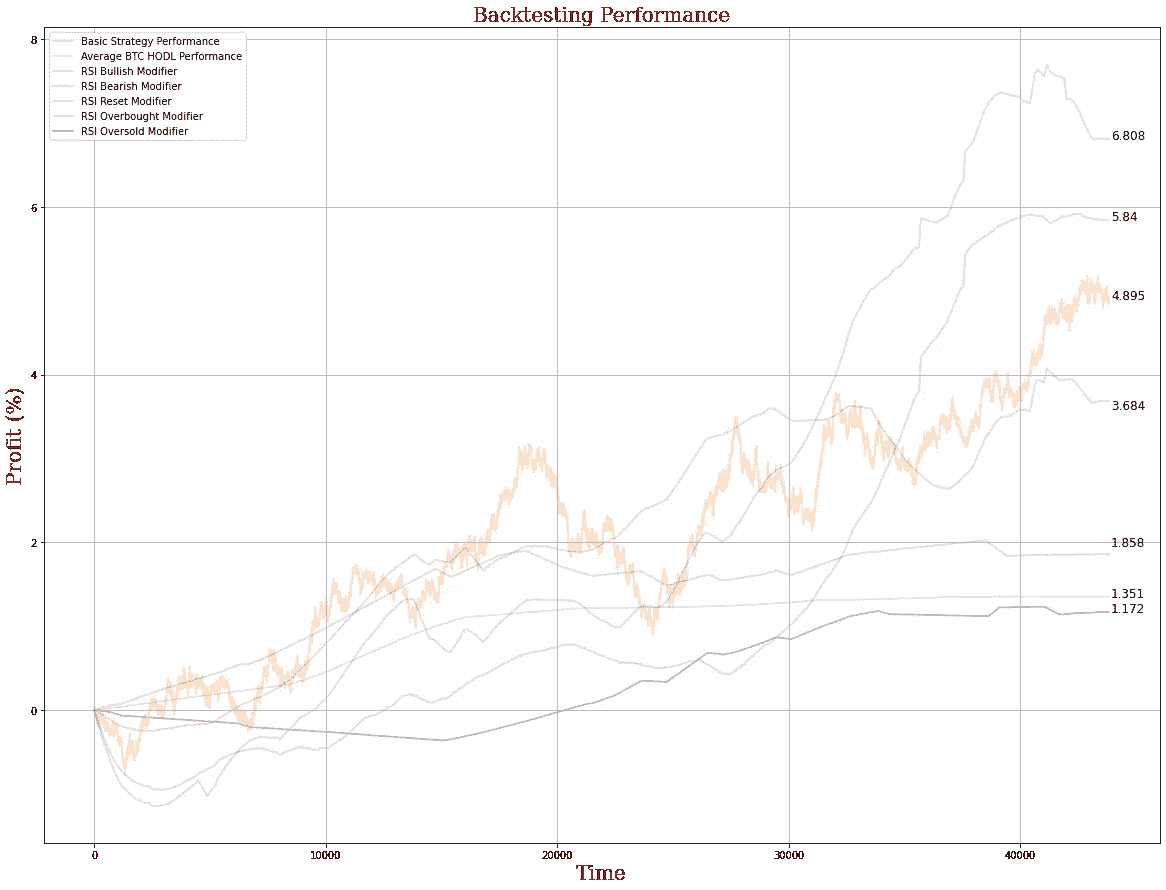 Backtesting Performance
Basic Strategy Performance
Average BTC HODL Performance
RSI Bullish Modifier
RSI Bearish Modifier
RSI Reset Modifier
RSI Overbought Modifier
RSI Oversold Modifier
8
6
4
2
0
Profit (%)
6.808
5.84
4.895
3.684
1.858
1.351
1.172
0
10000
20000
30000
40000
Time